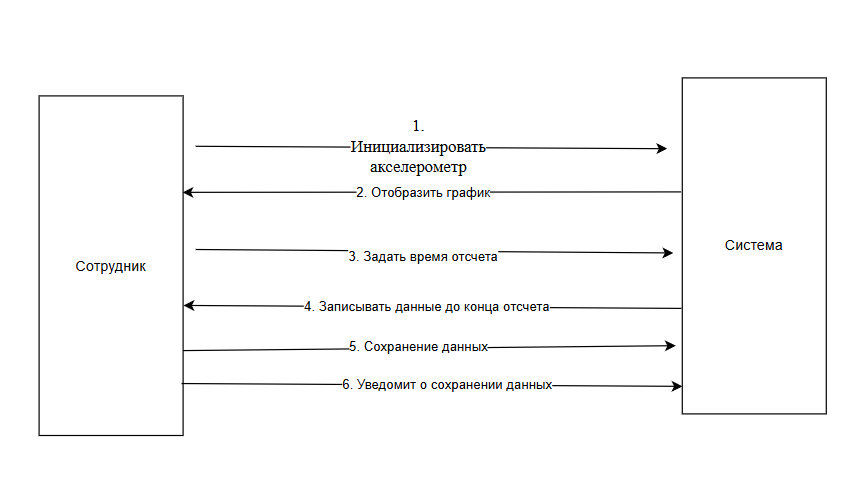 1.
Инициализировать
акселерометр
2. Отобразить график
Система
3. Задать время отсчета
Сотрудник
4. Записывать данные до конца отсчета
5. Сохранение данных
6. Уведомит о сохранении данных